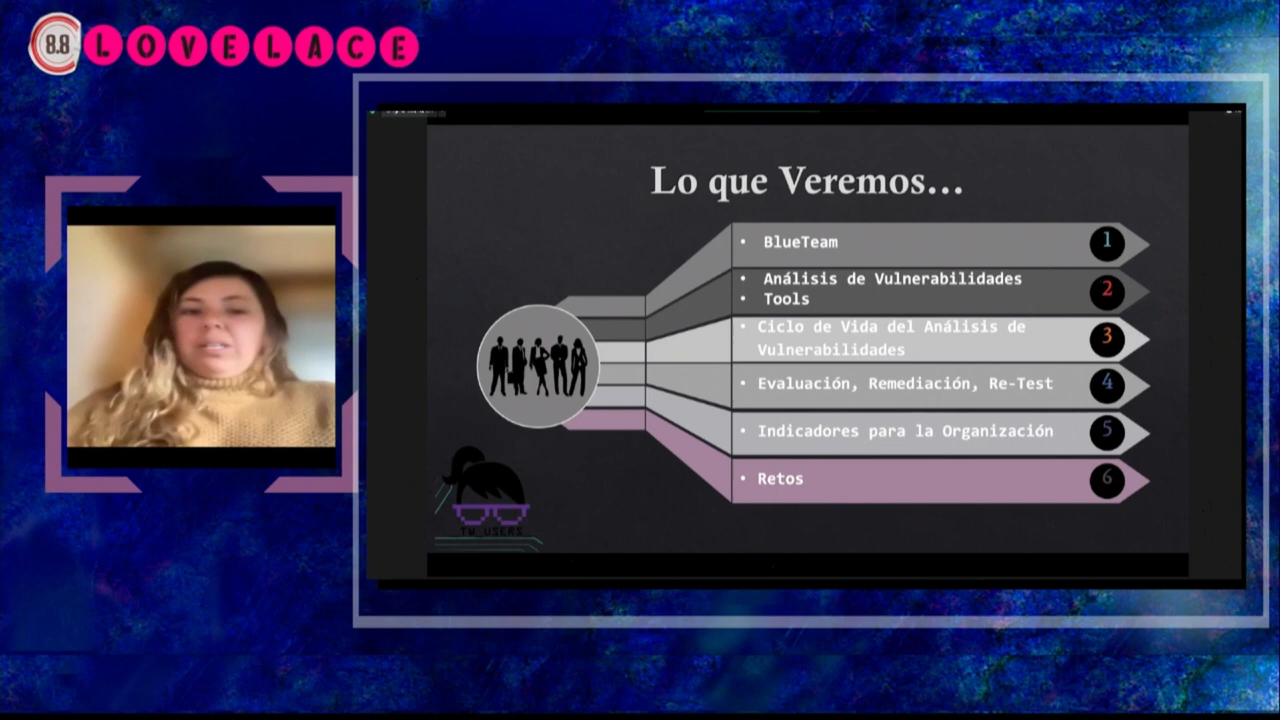 8.8 LOVELACE
Lo que Veremos...
• BlueTeam
1
• Análisis de Vulnerabilidades
• Tools
2
• Ciclo de Vida del Análisis de
Vulnerabilidades
3
• Evaluación, Remediación, Re-Test
4
• Indicadores para la Organización
5
• Retos
6
TW_USERS